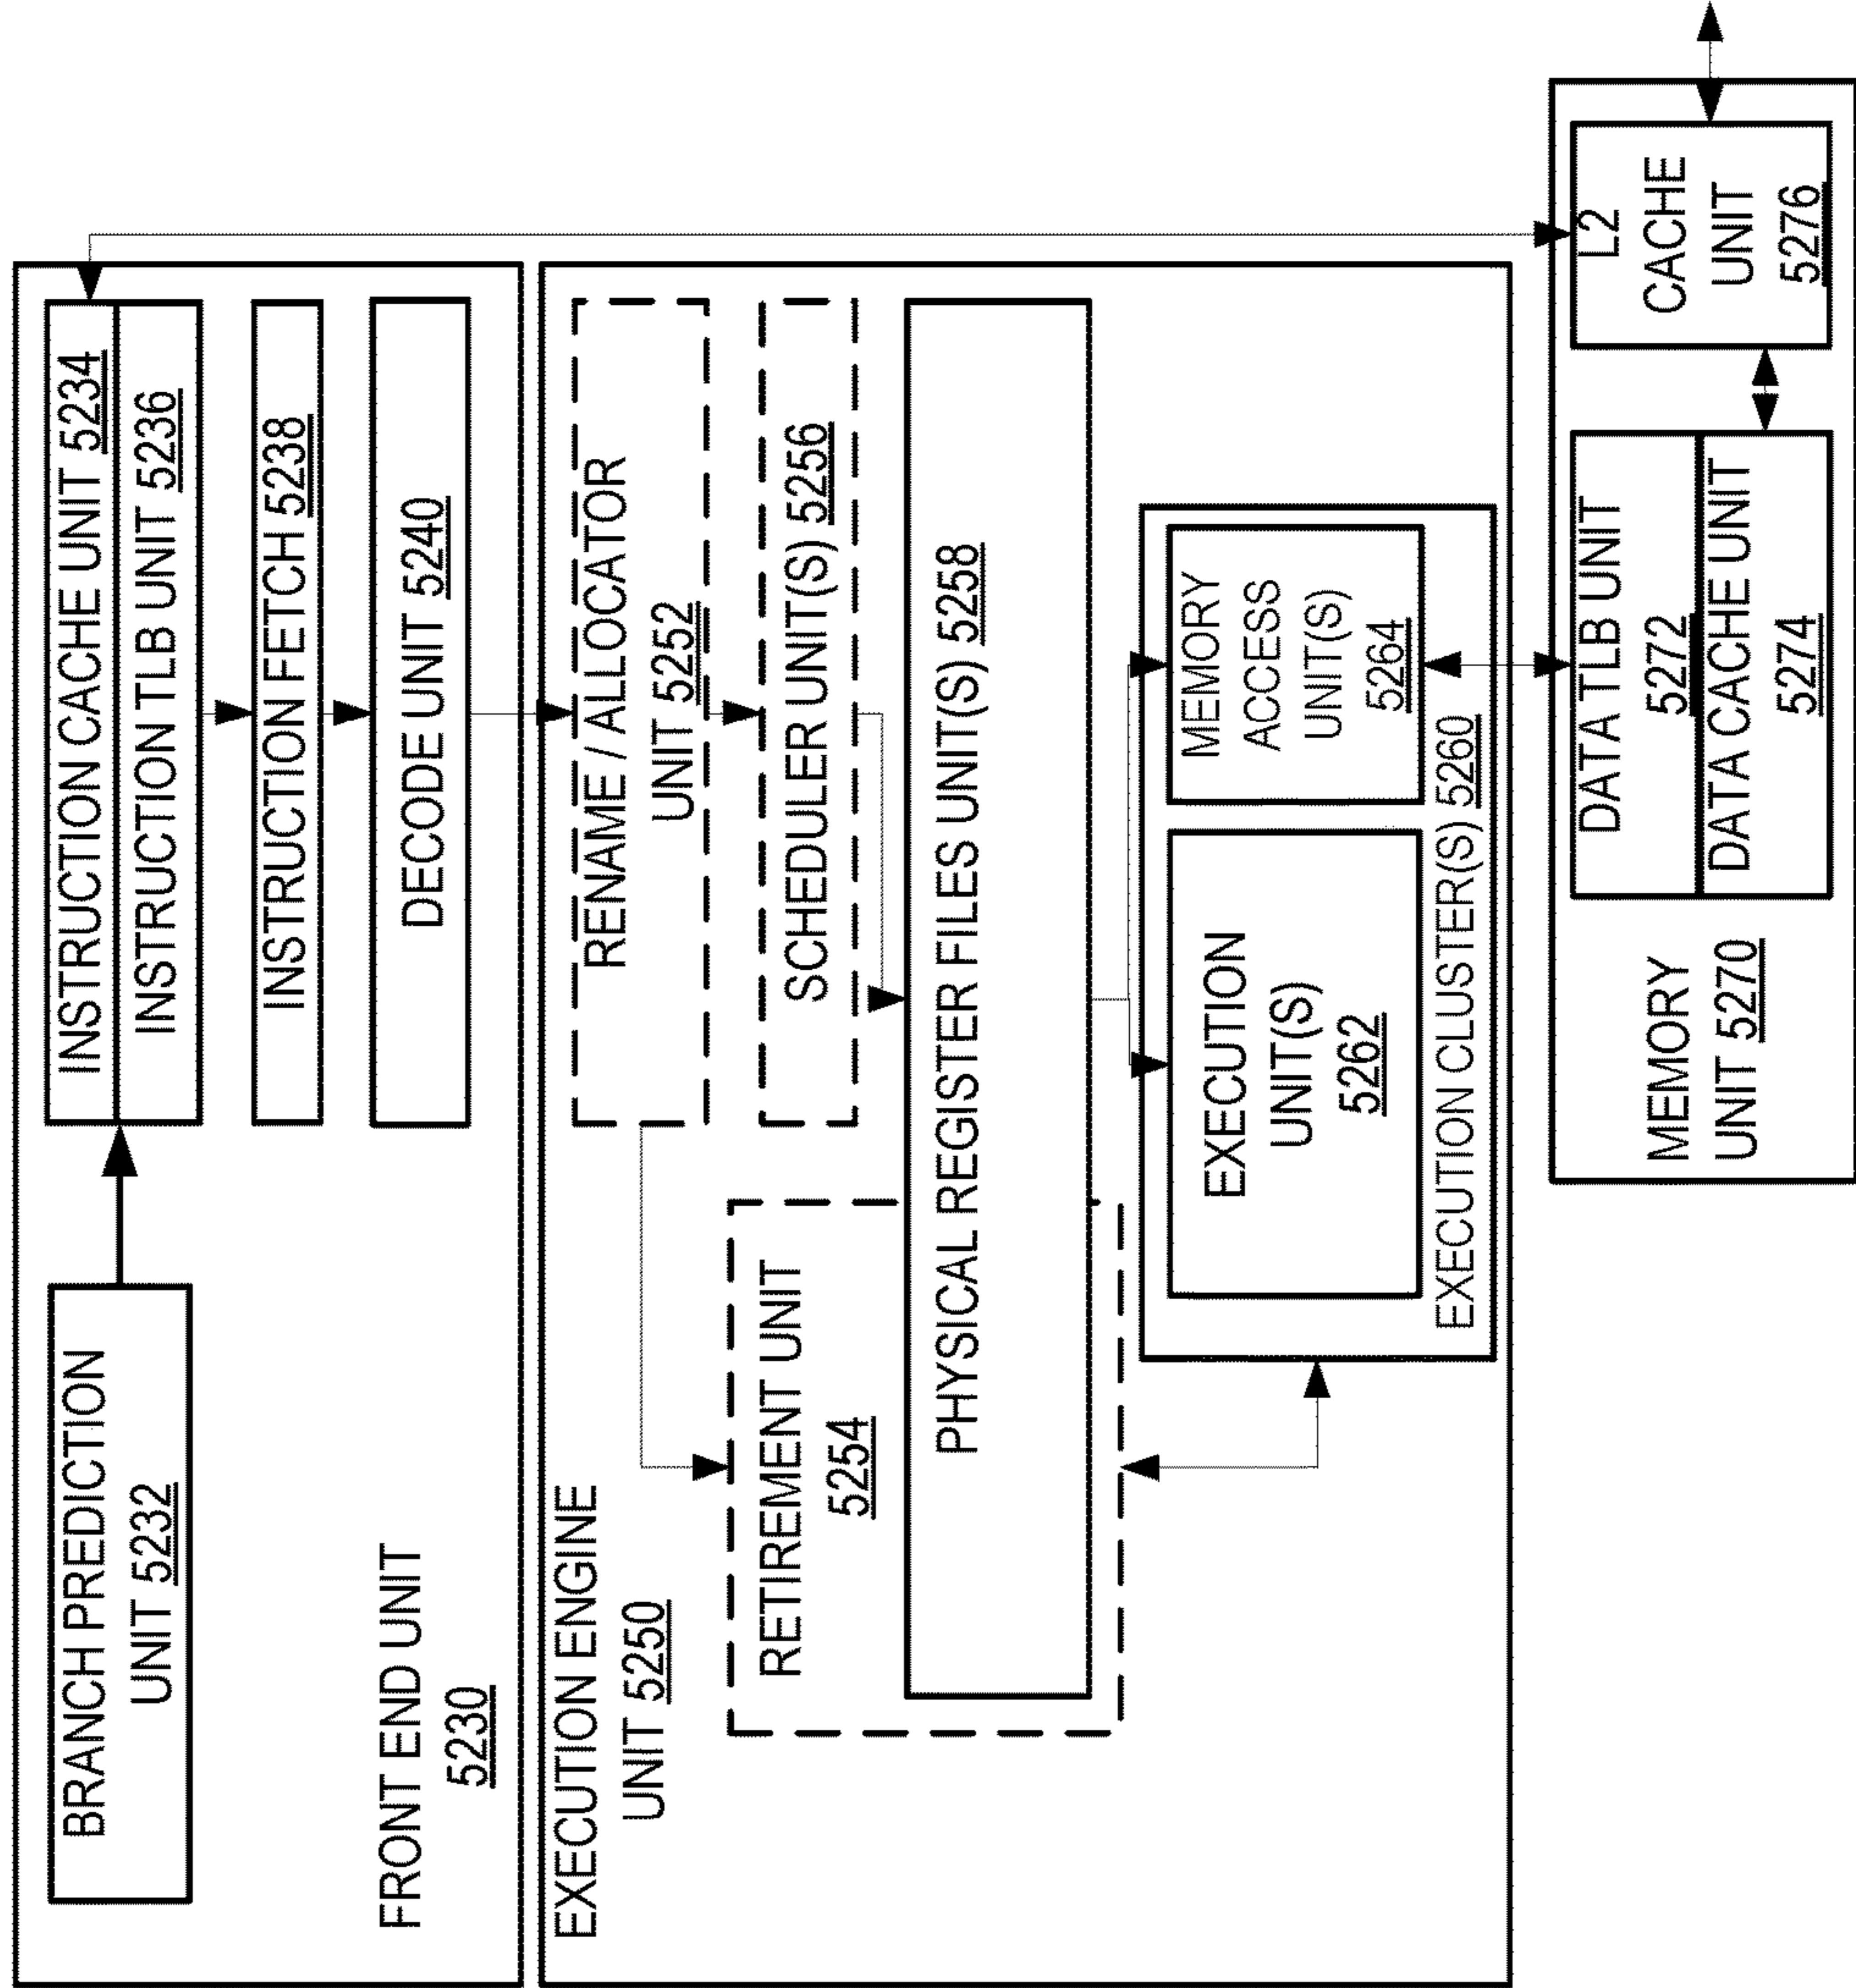 BRANCH PREDICTION
UNIT 5232
INSTRUCTION CACHE UNIT 5234
INSTRUCTION TLB UNIT 5236
INSTRUCTION FETCH 5238
DECODE UNIT 5240
FRONT END UNIT
5230
EXECUTION ENGINE
UNIT 5250
RENAME / ALLOCATOR
UNIT 5252
RETIREMENT UNIT
5254
SCHEDULER UNIT(S) 5256
PHYSICAL REGISTER FILES UNIT(S) 5258
EXECUTION
UNIT(S)
5262
MEMORY
ACCESS
UNIT(S)
5264
EXECUTION CLUSTER(S) 5260
MEMORY
UNIT 5270
DATA TLB UNIT
5272
DATA CACHE UNIT
5274
L2
CACHE
UNIT
5276